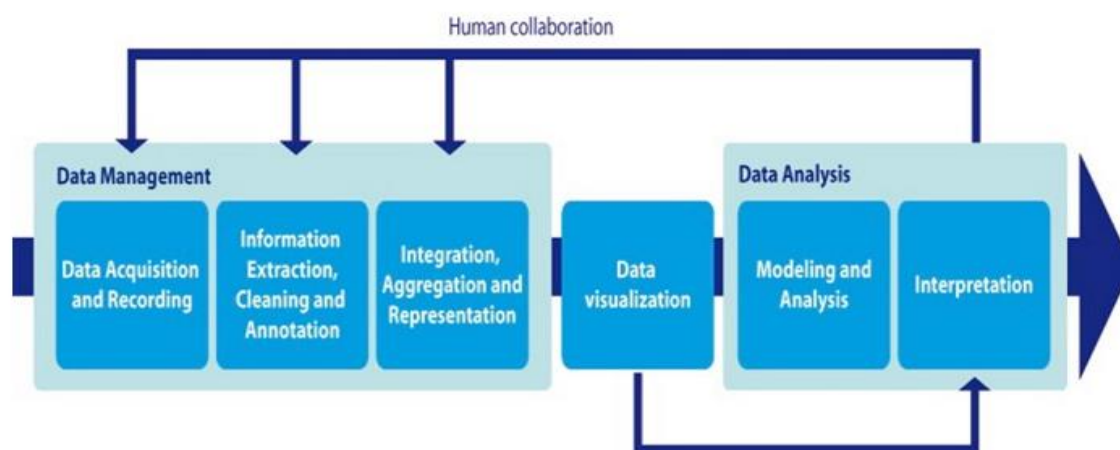 Human collaboration
Data Management
Data Acquisition
and Recording
Information
Extraction,
Cleaning and
Annotation
Integration,
Aggregation and
Representation
Data
visualization
Data Analysis
Modeling and
Analysis
Interpretation